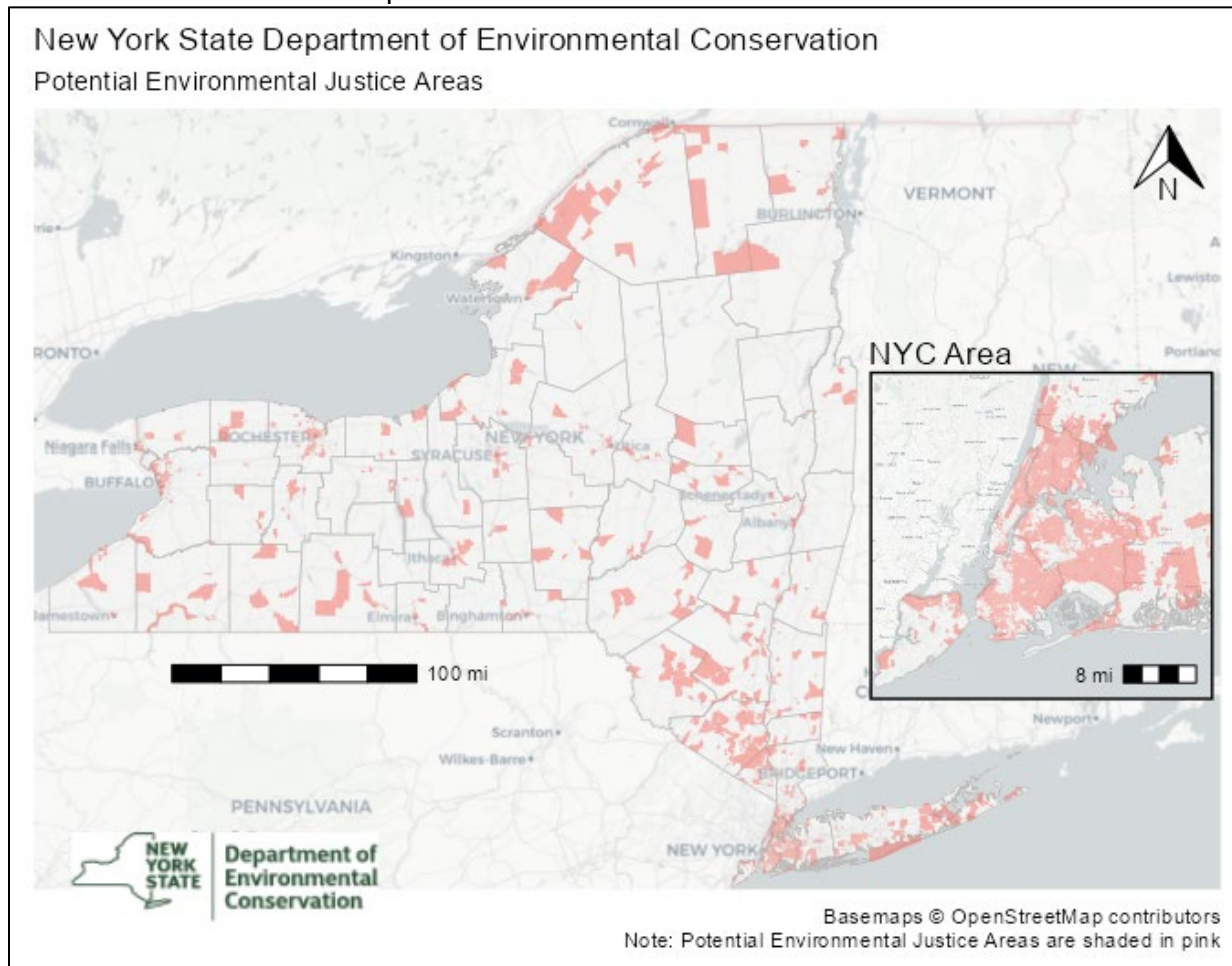 New York State Department of Environmental Conservation
Potential Environmental Justice Areas
Cornwall
N
VERMONT
BURLINGTON
Kingston
Watertown
Lewisto
RONTO
NYC Area
Portlan
NEW
Niagara Falls
ROCHESTER
NEW YORK
Utica
SYRACUSE
BUFFALO
Schenectady
Albany
Ithaca
Jamestown
Elmira
Binghamton
100 mi
8 mi
Newport
Scranton
New Haven
Wilkes-Barre
BRIDGEPORT
PENNSYLVANIA
NEW YORK
NEW
YORK
STATE
Department of
Environmental
Conservation
Basemaps © OpenStreetMap contributors
Note: Potential Environmental Justice Areas are shaded in pink